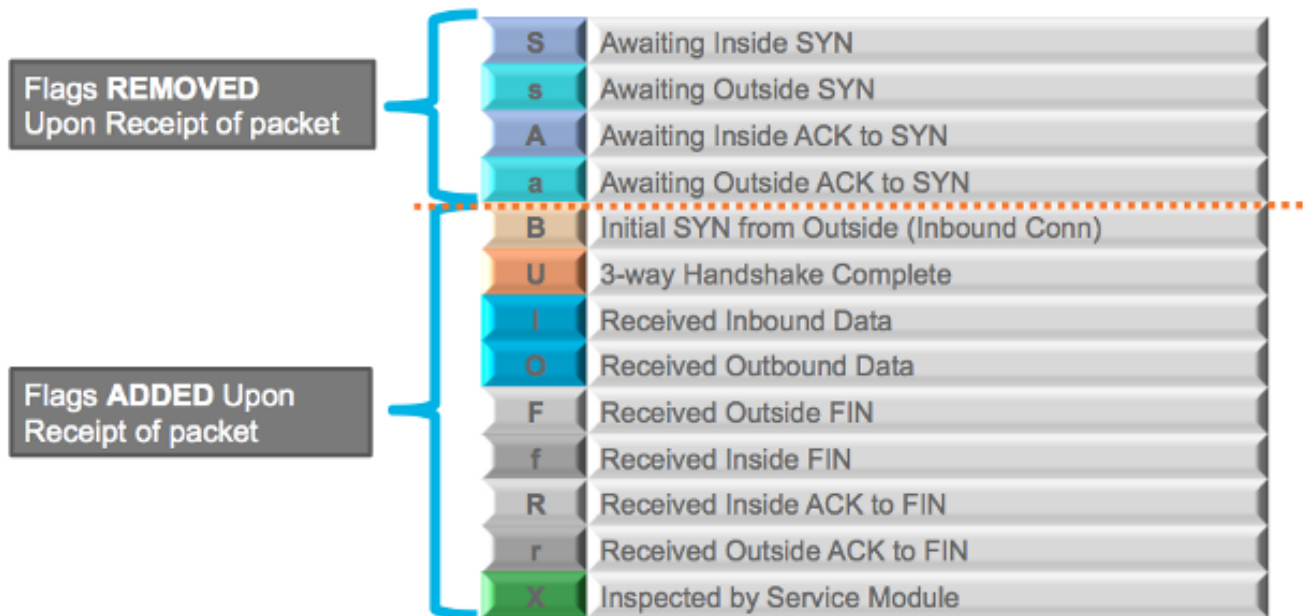 S Awaiting Inside SYN
s Awaiting Outside SYN
A Awaiting Inside ACK to SYN
a Awaiting Outside ACK to SYN
B Initial SYN from Outside (Inbound Conn)
U 3-way Handshake Complete
I Received Inbound Data
O Received Outbound Data
F Received Outside FIN
f Received Inside FIN
R Received Inside ACK to FIN
r Received Outside ACK to FIN
X Inspected by Service Module
Flags REMOVED
Upon Receipt of packet
Flags ADDED Upon
Receipt of packet